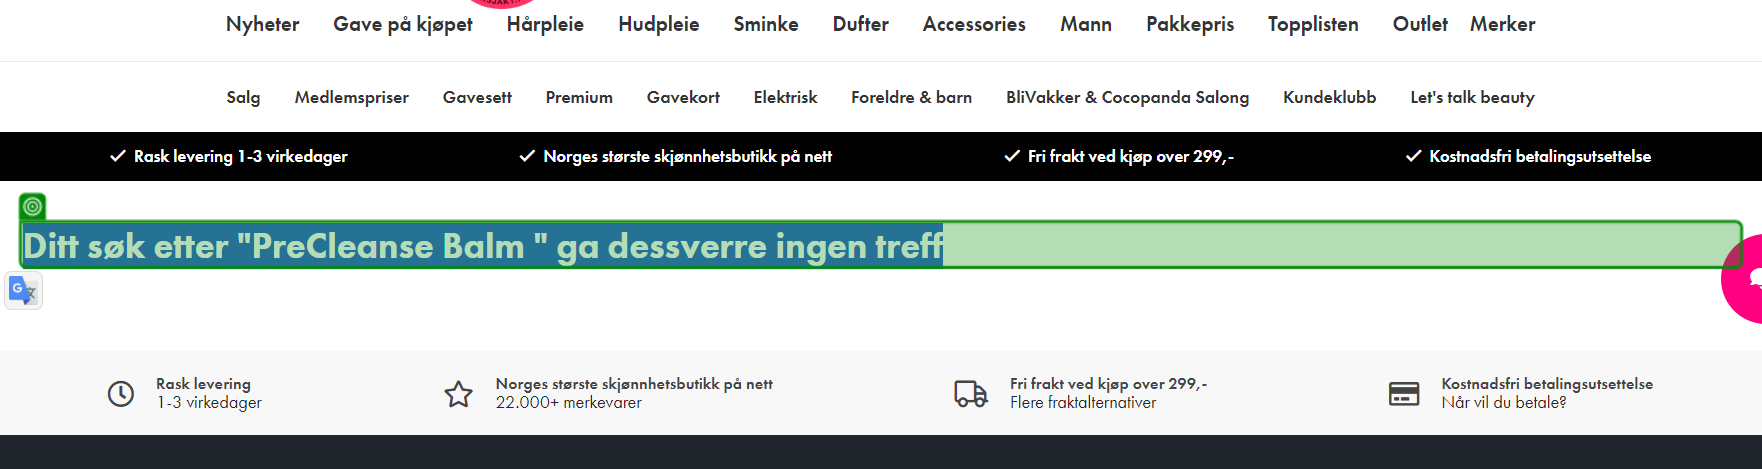 Nyheter Gave på kjøpet Hårpleie Hudpleie Sminke Dufter Accessories Mann Pakkepris Topplisten Outlet Merker
Salg Medlemspriser Gavesett Premium Gavekort Elektrisk Foreldre & barn BliVakker & Cocopanda Salong Kundeklubb Let's talk beauty
Rask levering 1-3 virkedager Norges største skjønnhetsbutikk på nett Fri frakt ved kjøp over 299,- Kostnadsfri betalingsutsettelse
Ditt søk etter "PreCleanse Balm " ga dessverre ingen treff
Rask levering
1-3 virkedager
Norges største skjønnhetsbutikk på nett
22.000+ merkevarer
Fri frakt ved kjøp over 299,-
Flere fraktalternativer
Kostnadsfri betalingsutsettelse
Når vil du betale?